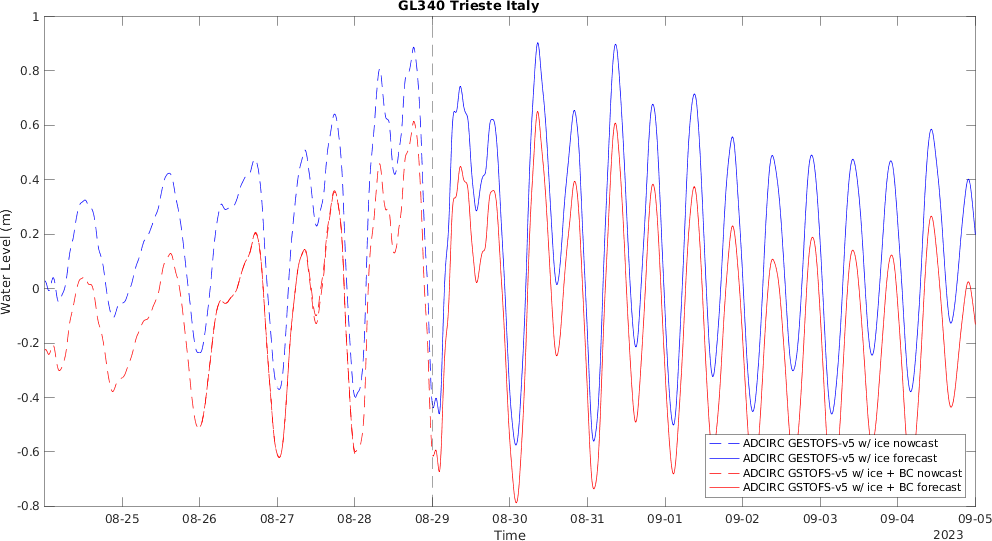 GL340 Trieste Italy
Water Level (m)
1
0.8
0.6
0.4
0.2
0
-0.2
-0.4
-0.6
-0.8
ADCIRC GESTOFS-v5 w/ ice nowcast
ADCIRC GESTOFS-v5 w/ ice forecast
ADCIRC GSTOFS-v5 w/ ice + BC nowcast
ADCIRC GSTOFS-v5 w/ ice + BC forecast
08-25 08-26 08-27 08-28 08-29 08-30 08-31 09-01 09-02 09-03 09-04 09-05
Time
2023